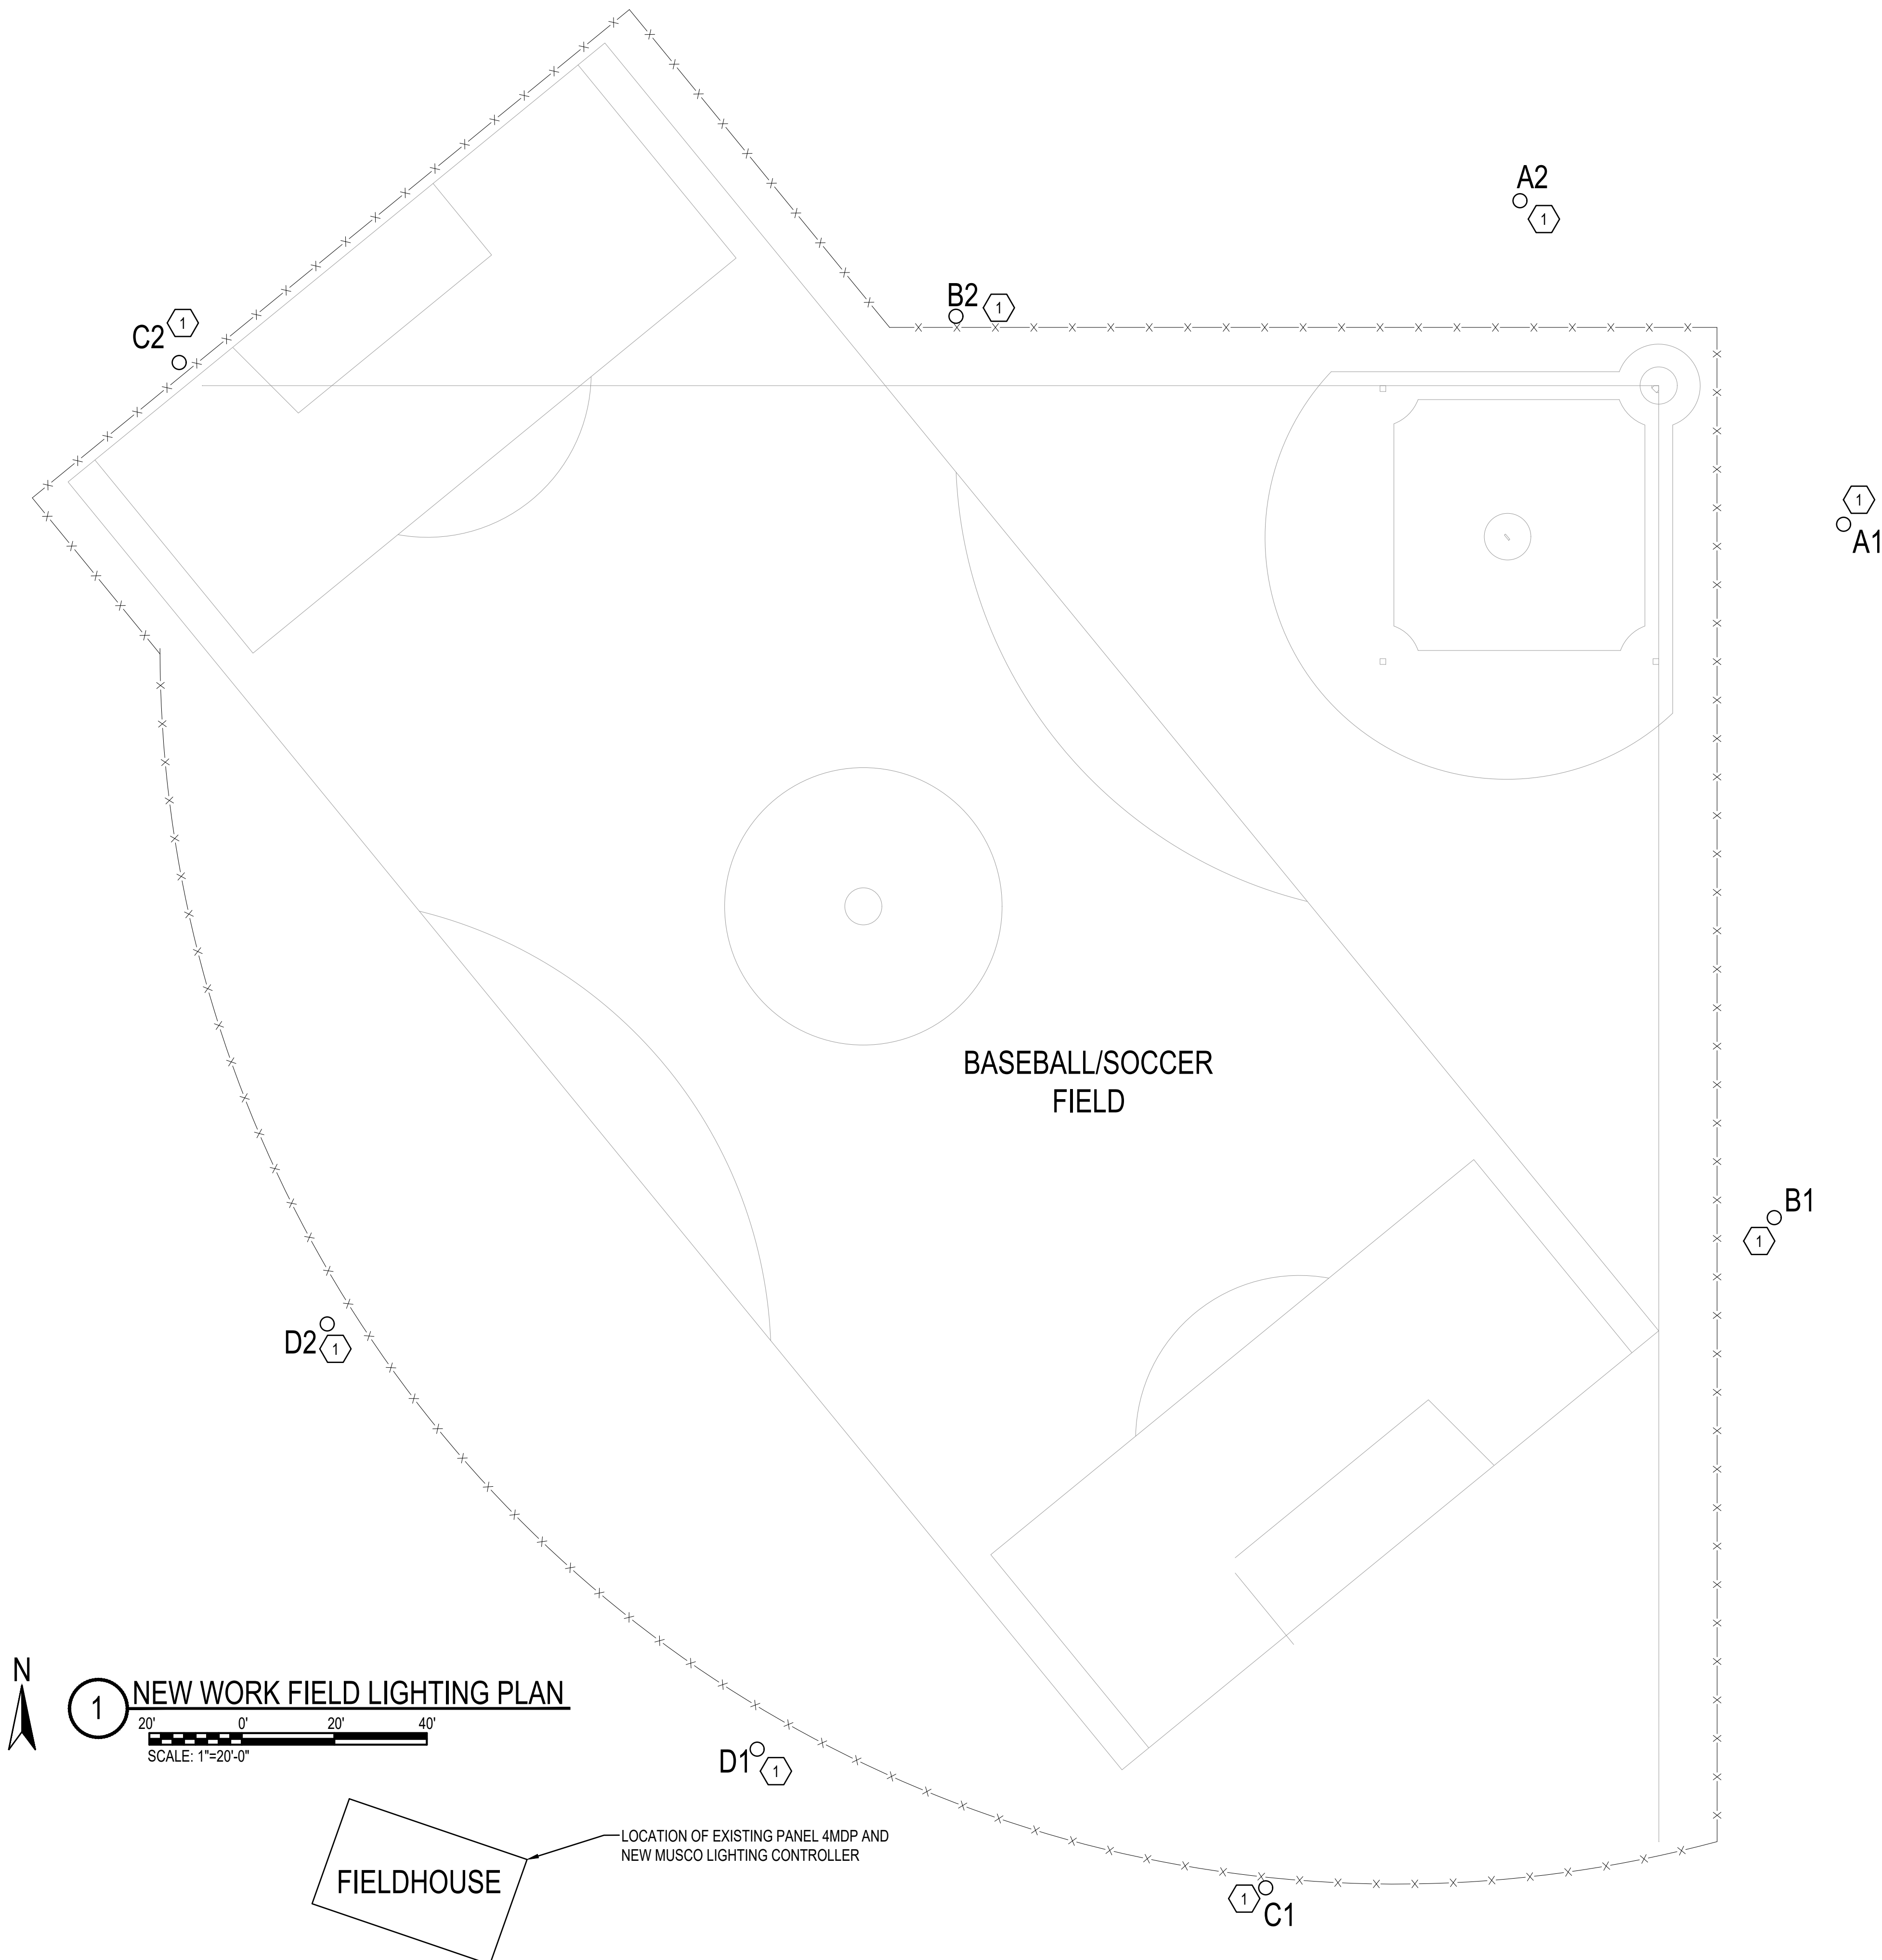 A2
1
B2
1
1
C2
1
A1
BASEBALL/SOCCER
FIELD
B1
1
D2
1
N
1
NEW WORK FIELD LIGHTING PLAN
20'
0'
20'
40'
SCALE: 1"=20'-0"
D1
1
LOCATION OF EXISTING PANEL 4MDP AND
NEW MUSCO LIGHTING CONTROLLER
FIELDHOUSE
1
C1